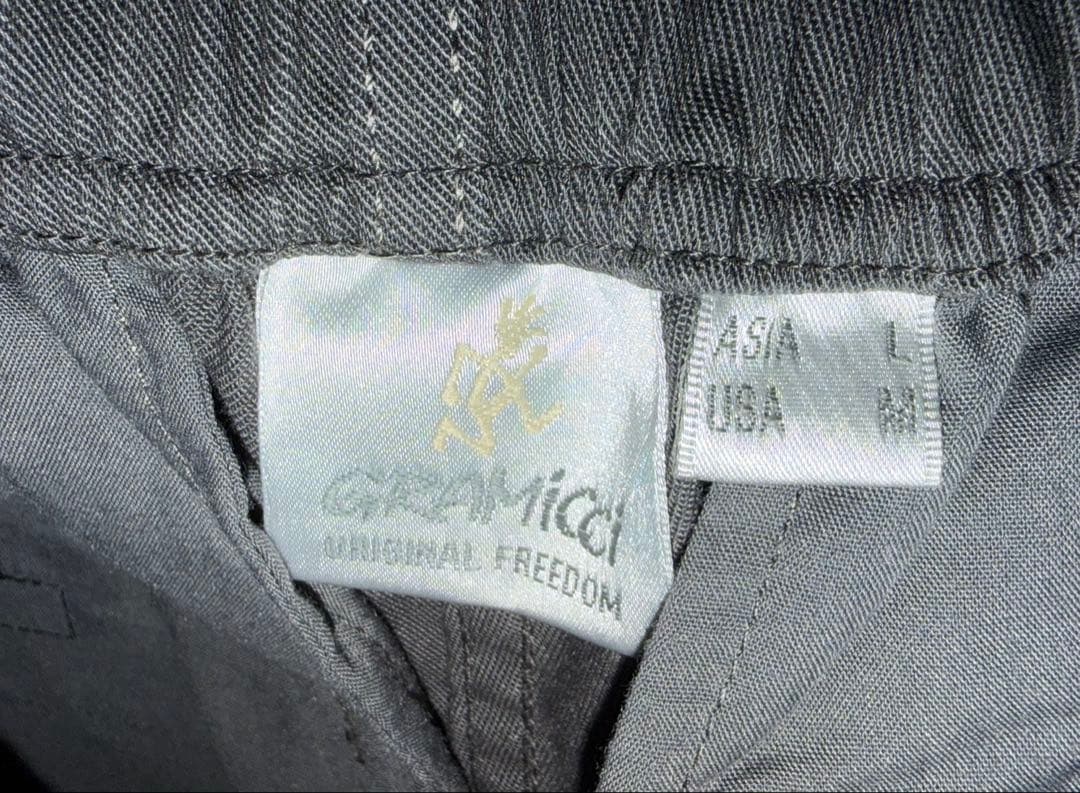 GRAMiCCi
ORIGINAL FREEDOM
ASIA L
USA M